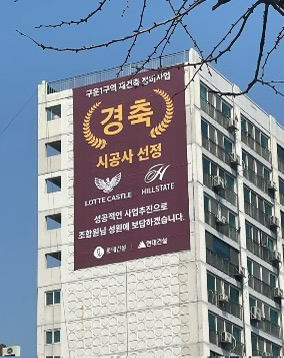 구운1구역 재건축 정비사업
경축
시공사 선정
LOTTE CASTLE
H
HILLSTATE
성공적인 사업추진으로
조합원님 성원에 보답하겠습니다.
롯데건설 | 현대건설